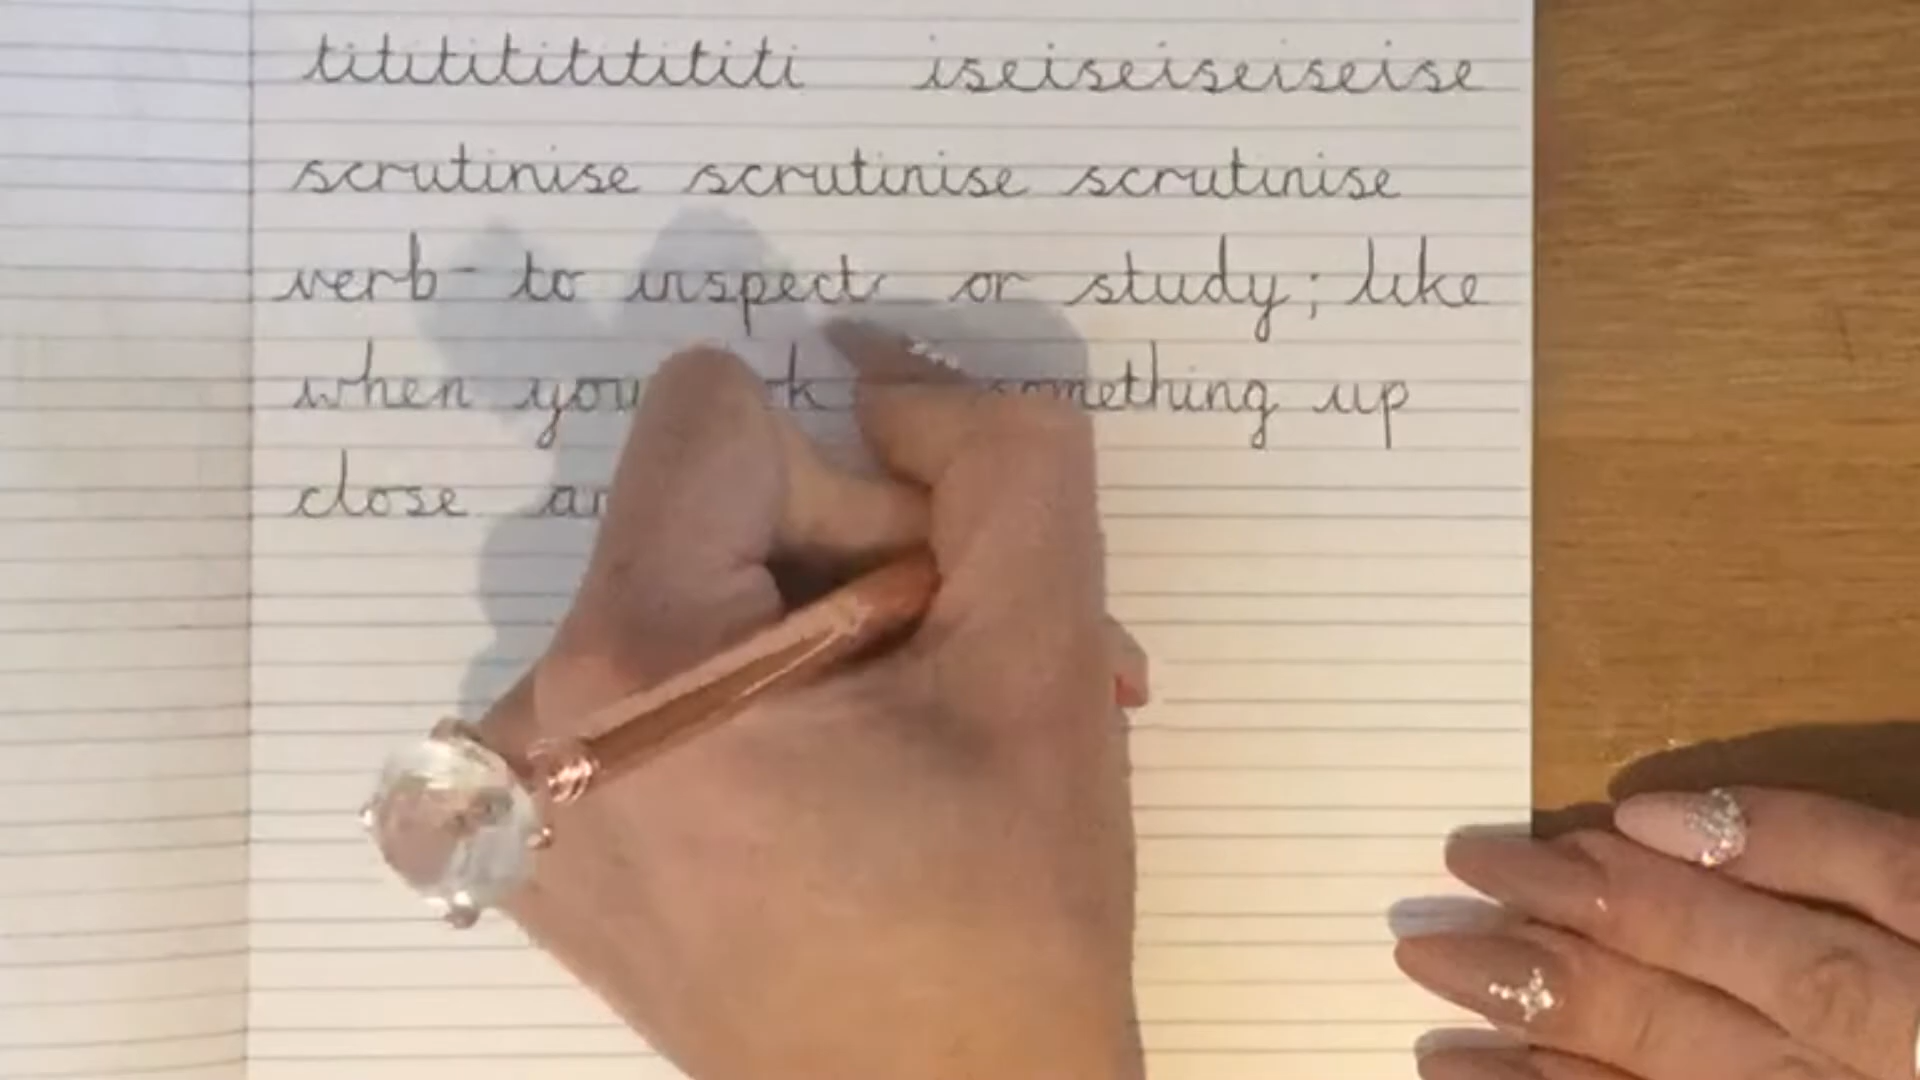 titititititititi iseiseiseiseise
scrutinise scrutinise scrutinise
verb - to inspect or study; like
when you something up
close